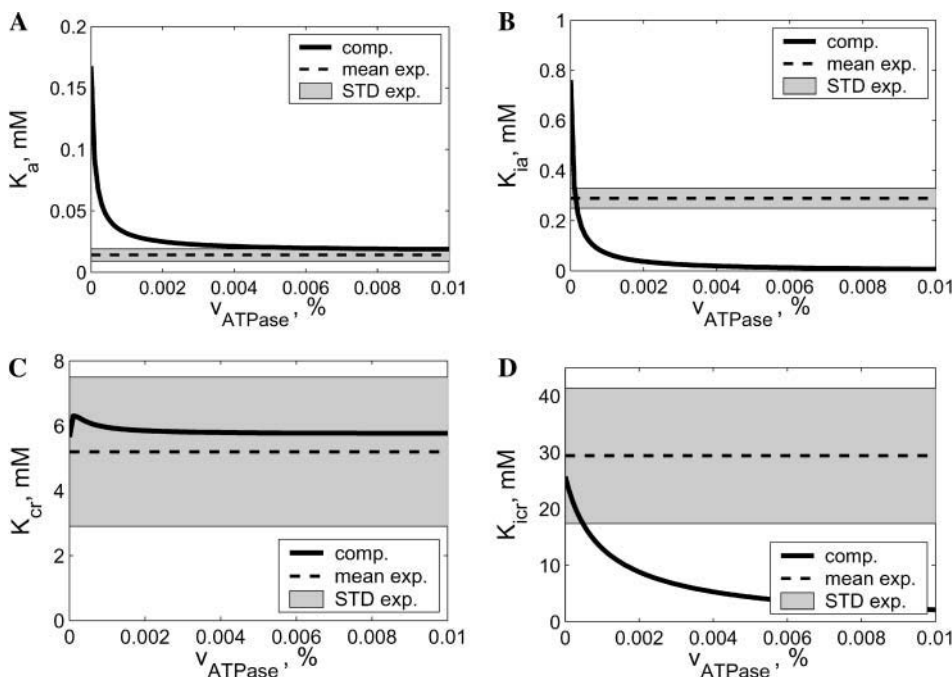 A
0.2
0.15
0.1
0.05
0
K_a, mM
comp.
mean exp.
STD exp.
0 0.002 0.004 0.006 0.008 0.01
v_ATPase, %
B
1
0.8
0.6
0.4
0.2
0
K_ia, mM
comp.
mean exp.
STD exp.
0 0.002 0.004 0.006 0.008 0.01
v_ATPase, %
C
8
6
4
2
0
K_cr, mM
comp.
mean exp.
STD exp.
0 0.002 0.004 0.006 0.008 0.01
v_ATPase, %
D
40
30
20
10
0
K_icr, mM
comp.
mean exp.
STD exp.
0 0.002 0.004 0.006 0.008 0.01
v_ATPase, %